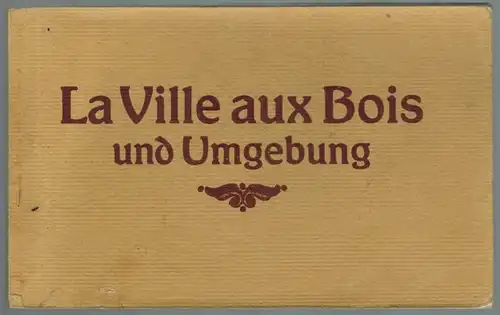 La Ville aux Bois
und Umgebung